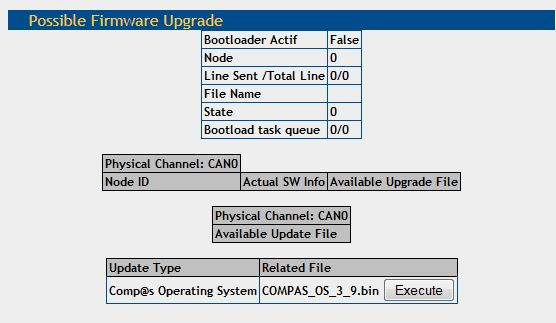 Possible Firmware Upgrade
Bootloader Actif False
Node 0
Line Sent /Total Line 0/0
File Name
State 0
Bootload task queue 0/0
Physical Channel: CAN0
Node ID Actual SW Info Available Upgrade File
Physical Channel: CAN0
Available Update File
Update Type Related File
Comp@s Operating System COMPAS_OS_3_9.bin Execute